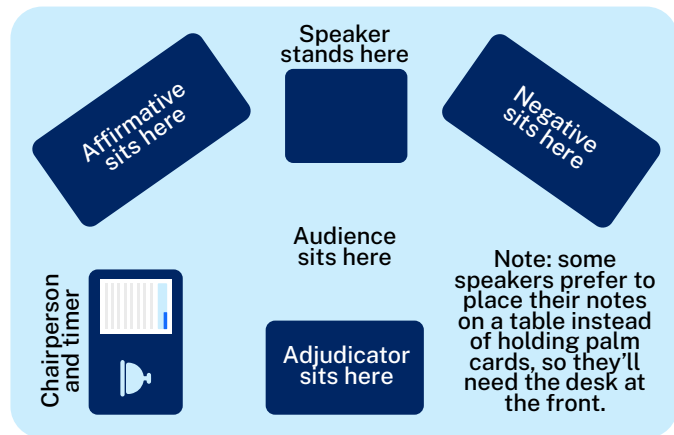 Speaker
stands here
Affirmative
sits here
Negative
sits here
Audience
sits here
Chairperson
and timer
Adjudicator
sits here
Note: some
speakers prefer to
place their notes
on a table instead
of holding palm
cards, so they’ll
need the desk at
the front.